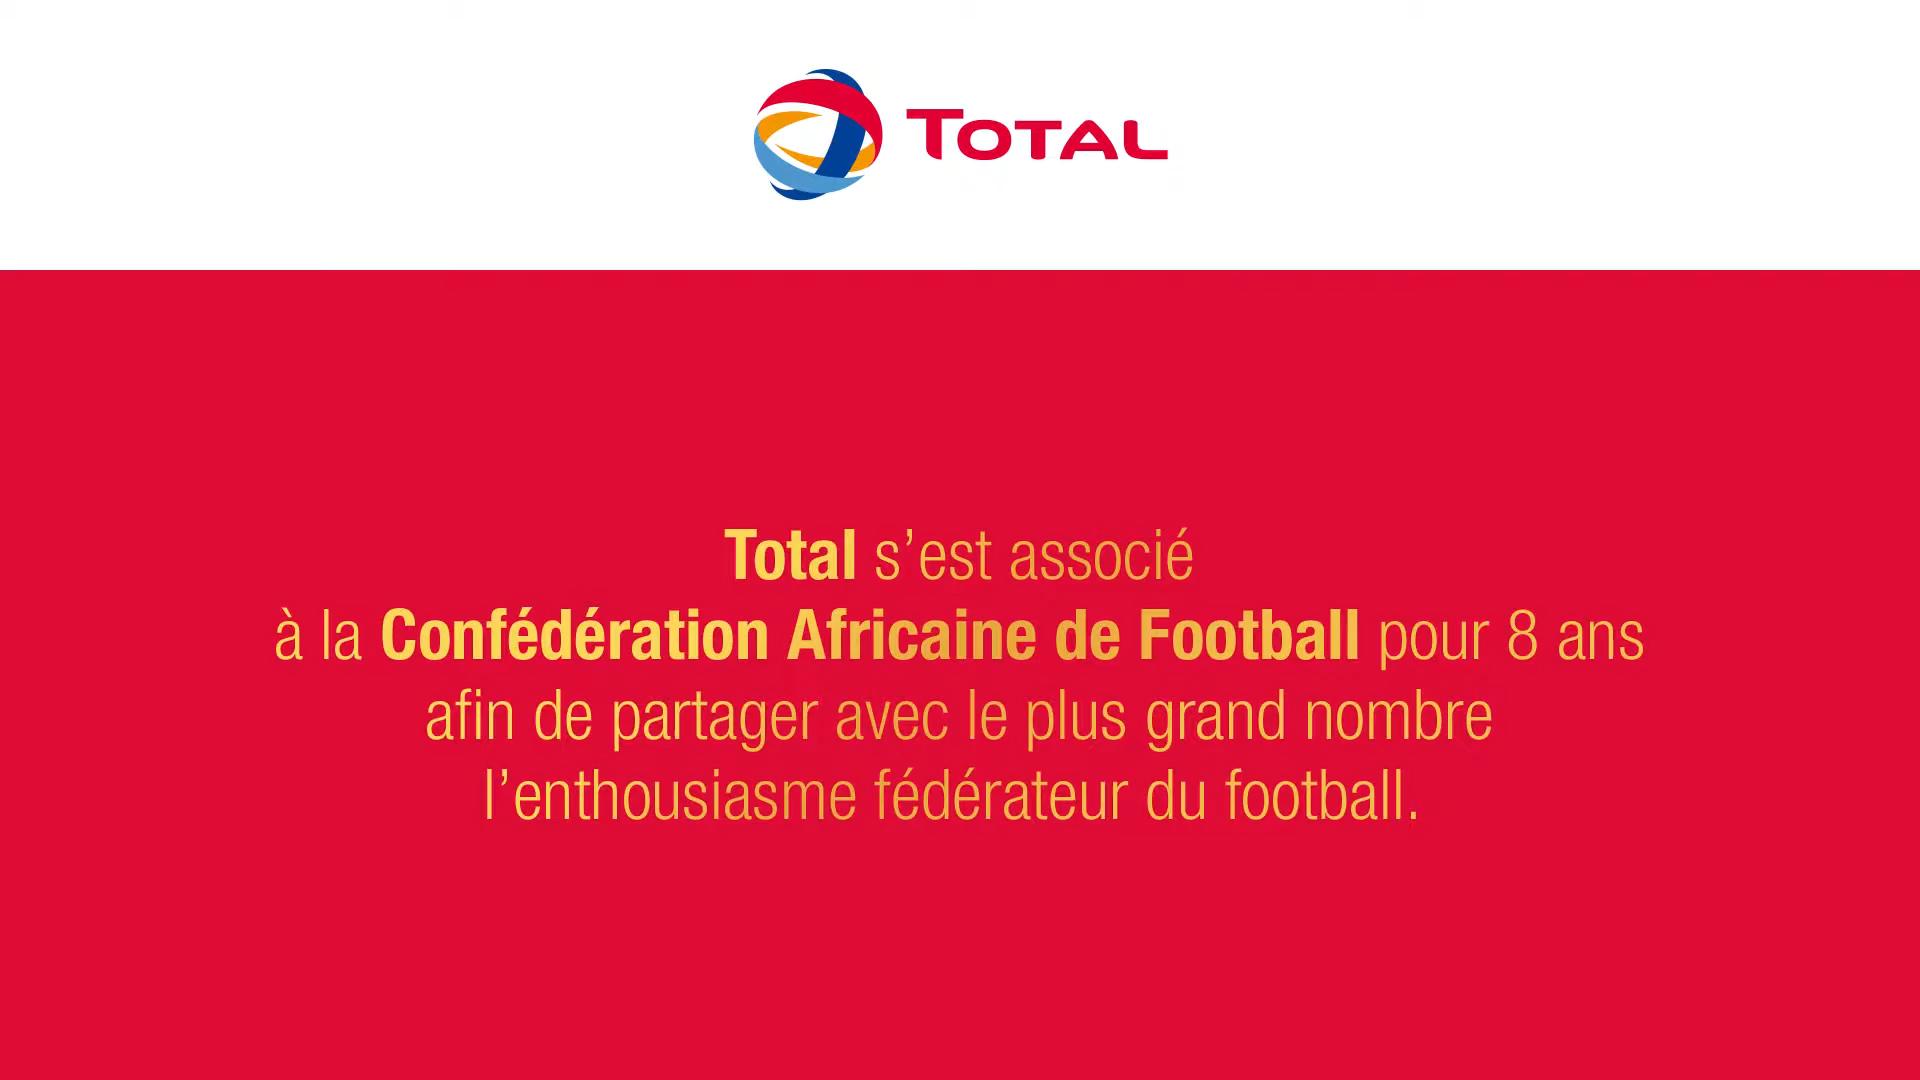 TOTAL
Total s’est associé
à la Confédération Africaine de Football pour 8 ans
afin de partager avec le plus grand nombre
l’enthousiasme fédérateur du football.